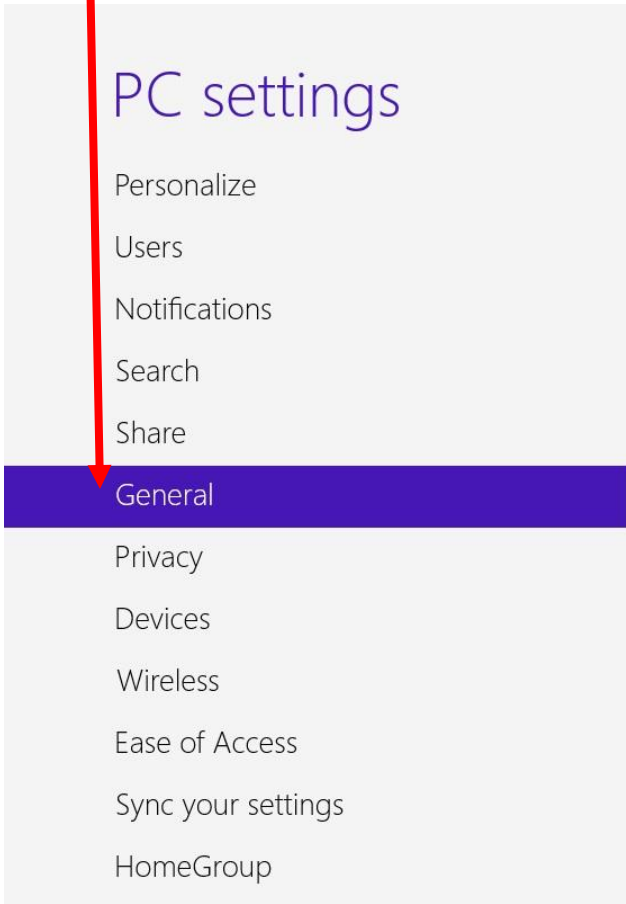 PC settings
Personalize
Users
Notifications
Search
Share
General
Privacy
Devices
Wireless
Ease of Access
Sync your settings
HomeGroup